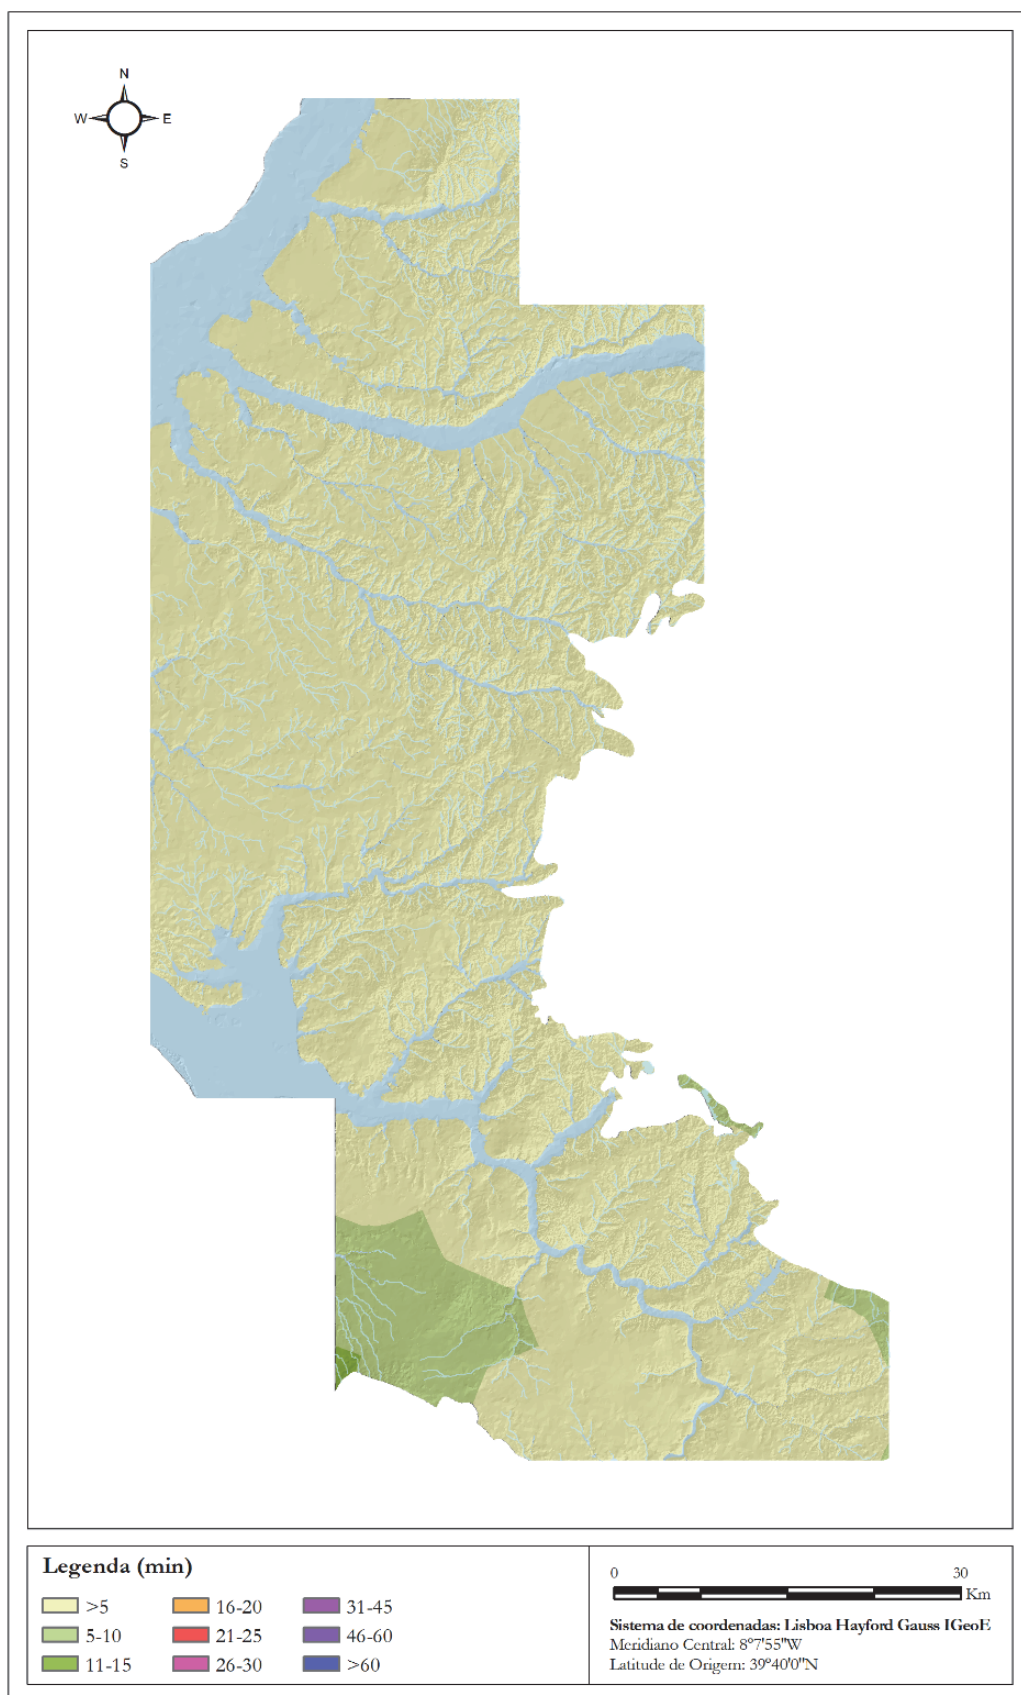 N
W E
S
Legenda (min)
>5
5-10
11-15
16-20
21-25
26-30
31-45
46-60
>60
0 30
Km
Sistema de coordenadas: Lisboa Hayford Gauss IGeoE
Meridiano Central: 8°7'55"W
Latitude de Origem: 39°40'0"N